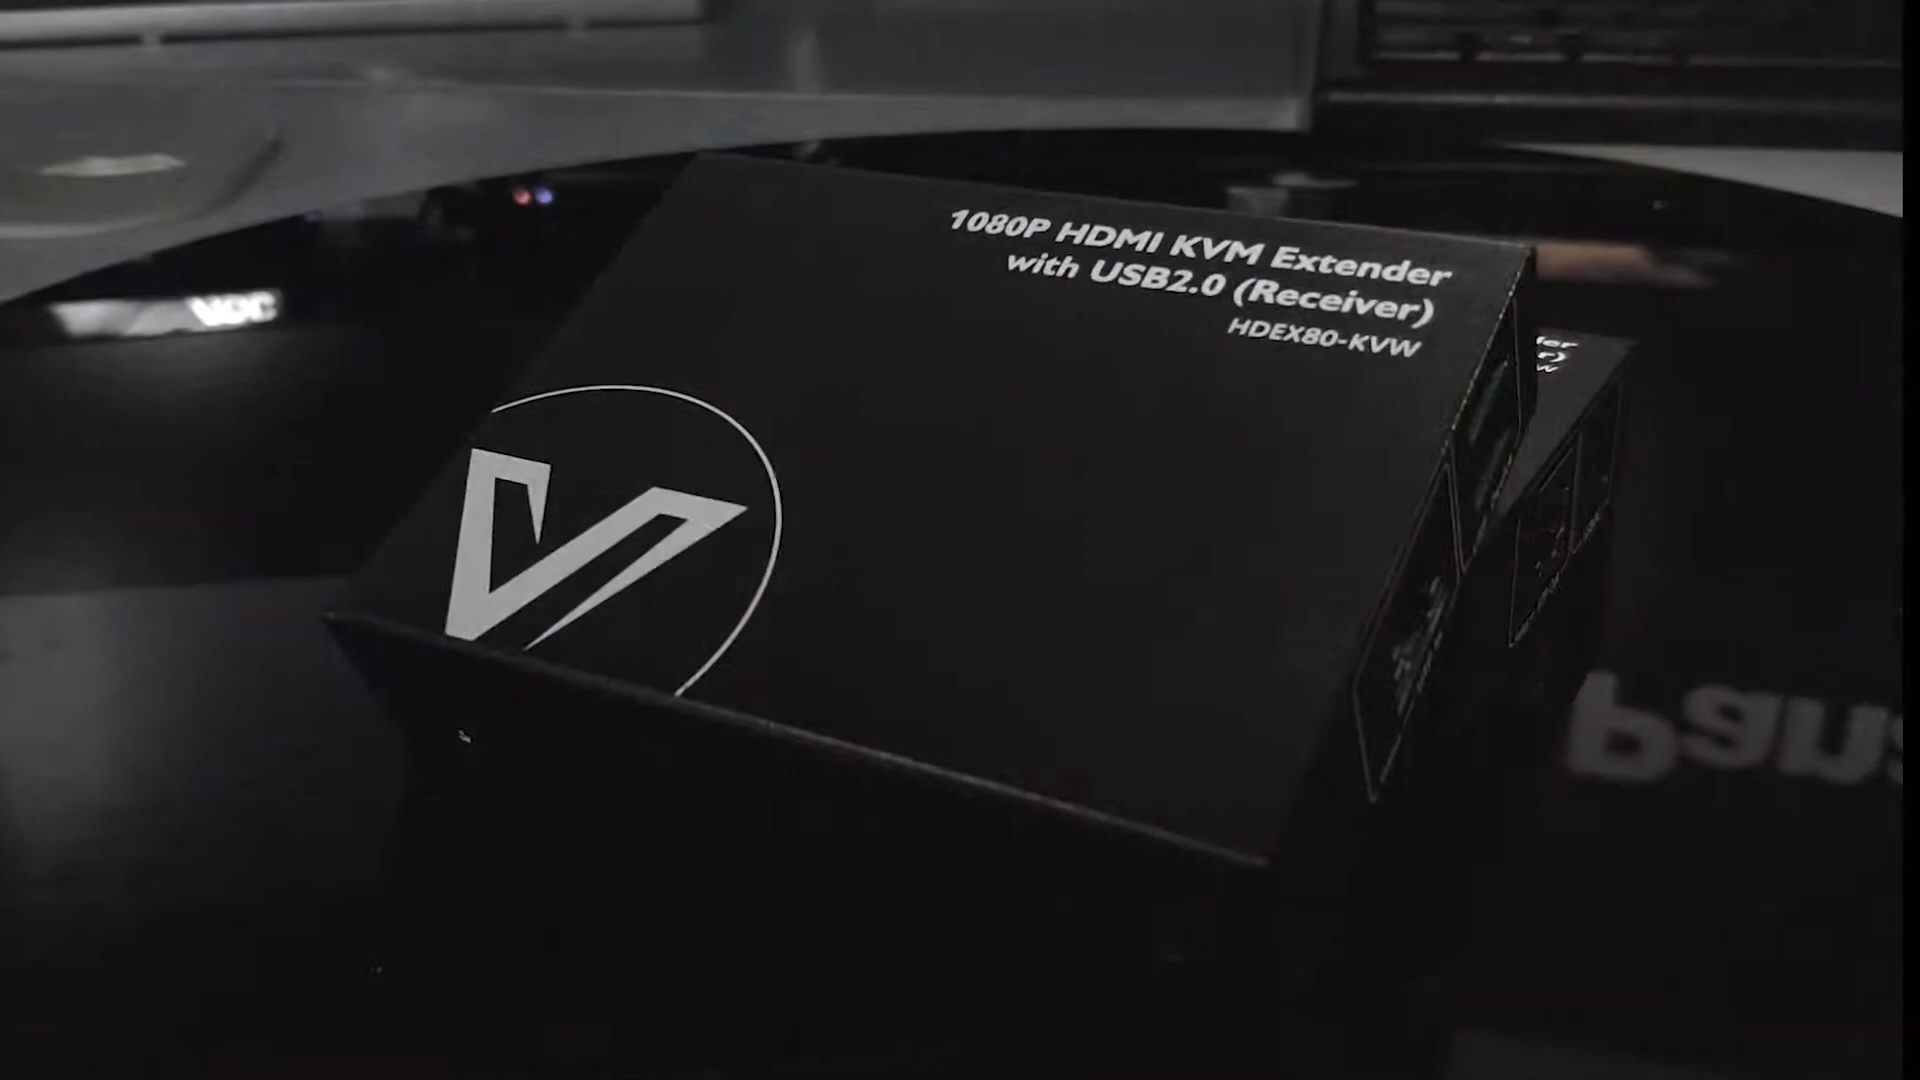 1080P HDMI KVM Extender
with USB2.0 (Receiver)
HDEX80-KVW